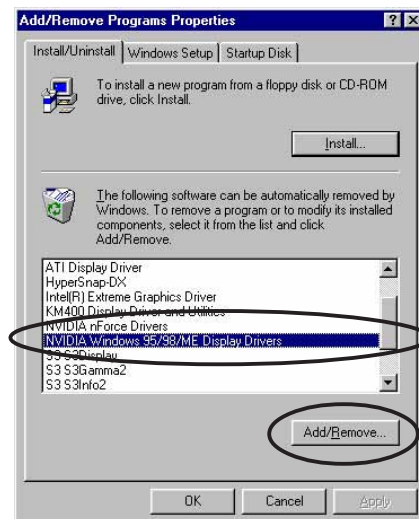 Add/Remove Programs Properties
Install/Uninstall
Windows Setup
Startup Disk
To install a new program from a floppy disk or CD-ROM
drive, click Install.
Install...
The following software can be automatically removed by
Windows. To remove a program or to modify its installed
components, select it from the list and click
Add/Remove.
ATI Display Driver
HyperSnap-DX
Intel(R) Extreme Graphics Driver
KM400 Display Driver and Utilities
NVIDIA nForce Drivers
NVIDIA Windows 95/98/ME Display Drivers
S3 S3Display
S3 S3Gamma2
S3 S3Info2
Add/Remove...
OK
Cancel
Apply